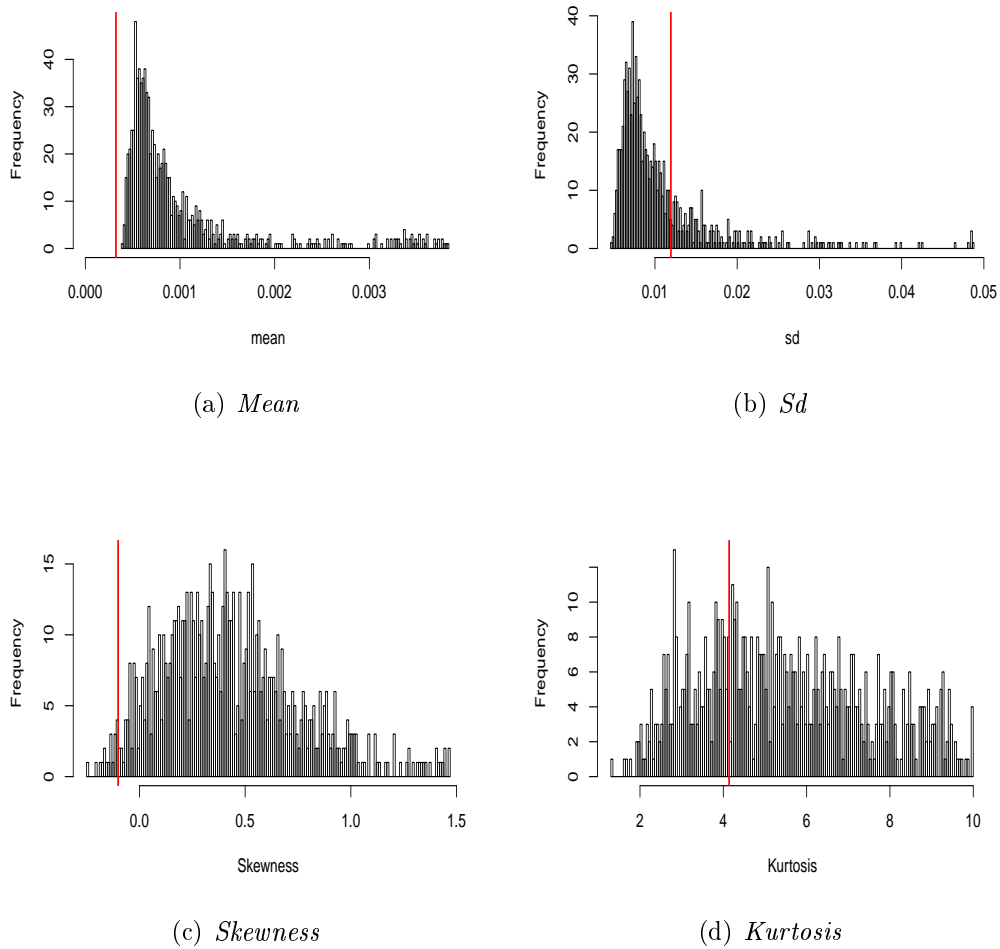 Frequency
0 10 20 30 40
0.000 0.001 0.002 0.003
mean
(a) Mean
Frequency
0 10 20 30 40
0.01 0.02 0.03 0.04 0.05
sd
(b) Sd
Frequency
0 5 10 15
0.0 0.5 1.0 1.5
Skewness
(c) Skewness
Frequency
0 2 4 6 8 10
2 4 6 8 10
Kurtosis
(d) Kurtosis